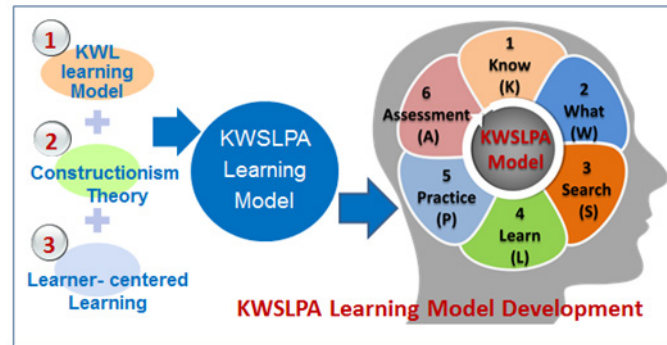 1
KWL
learning
Model
2
Constructionism
Theory
3
Learner- centered
Learning
KWSLPA
Learning
Model
1
Know
(K)
2
What
(W)
3
Search
(S)
4
Learn
(L)
5
Practice
(P)
6
Assessment
(A)
KWSLPA
Model
KWSLPA Learning Model Development